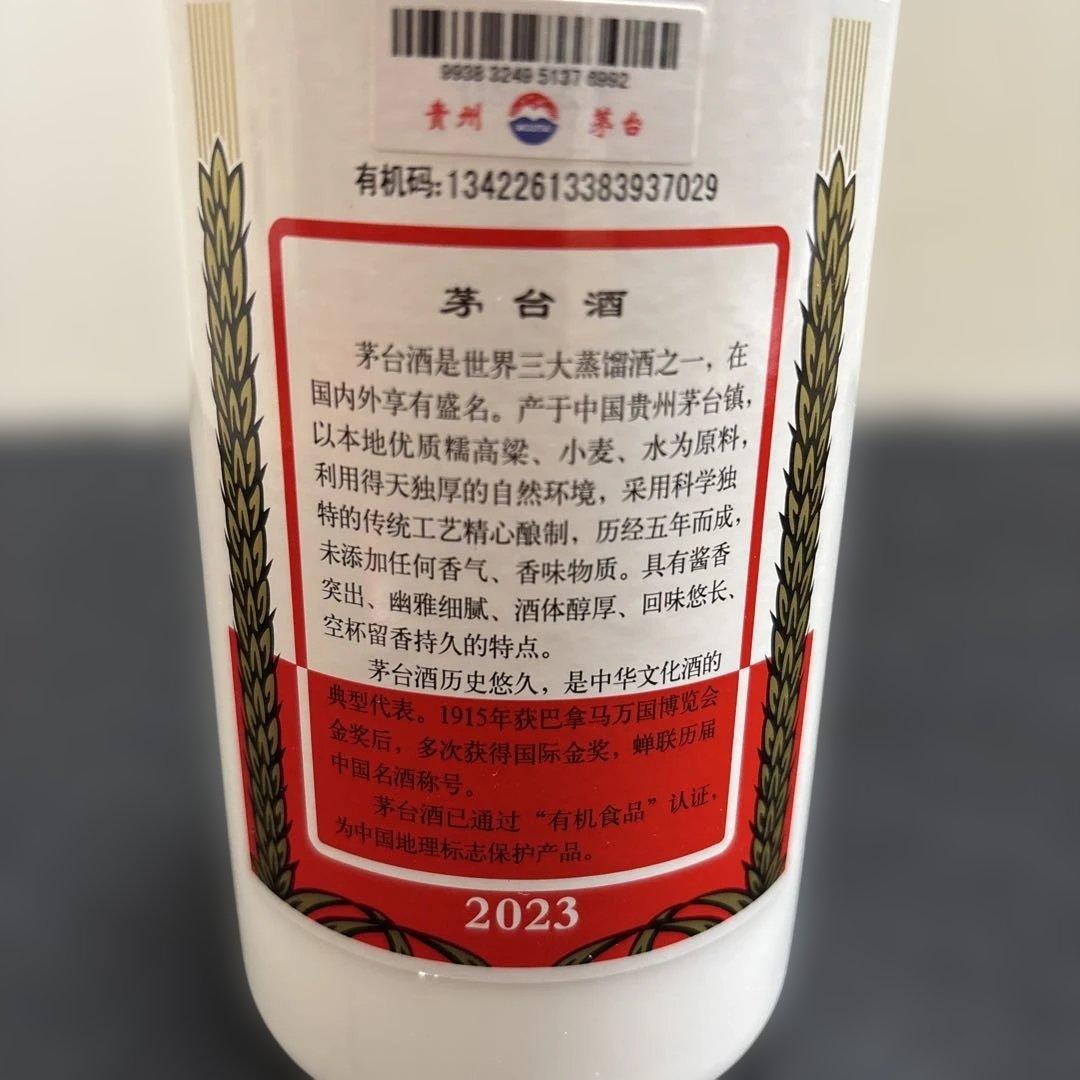 9938 3249 5137 6992
贵州 茅台
有机码:13422613383937029
茅台酒
茅台酒是世界三大蒸馏酒之一，在
国内外享有盛名。产于中国贵州茅台镇，
以本地优质糯高粱、小麦、水为原料，
利用得天独厚的自然环境，采用科学独
特的传统工艺精心酿制，历经五年而成，
未添加任何香气、香味物质。具有酱香
突出、幽雅细腻、酒体醇厚、回味悠长、
空杯留香持久的特点。
茅台酒历史悠久，是中华文化酒的
典型代表。1915年获巴拿马万国博览会
金奖后，多次获得国际金奖，蝉联历届
中国名酒称号。
茅台酒已通过“有机食品”认证，
为中国地理标志保护产品。
2023